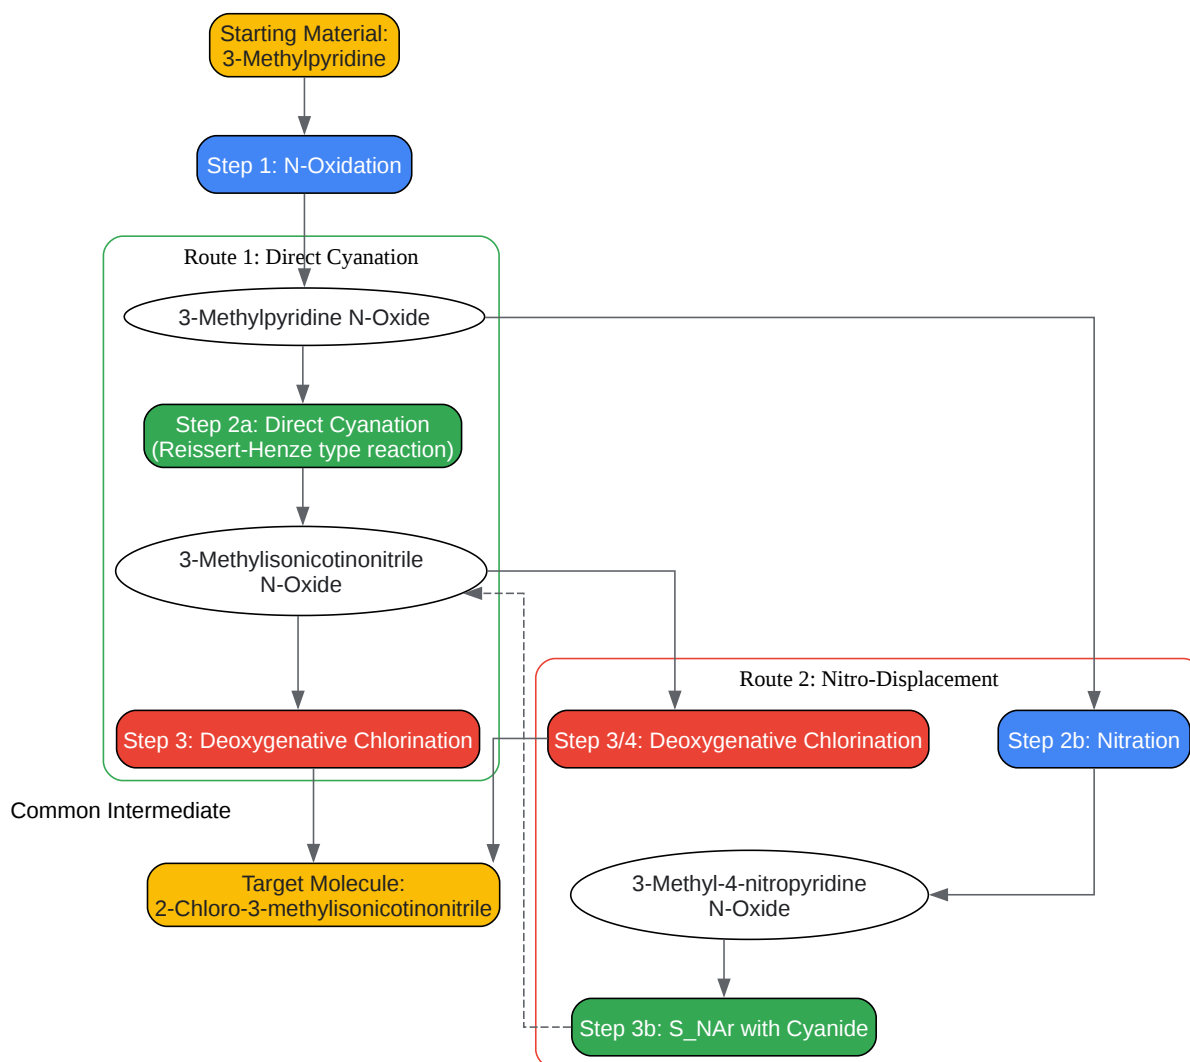 Starting Material:
3-Methylpyridine
Step 1: N-Oxidation
Route 1: Direct Cyanation
3-Methylpyridine N-Oxide
Step 2a: Direct Cyanation
(Reissert-Henze type reaction)
3-Methylisonicotinonitrile
N-Oxide
Route 2: Nitro-Displacement
Step 3: Deoxygenative Chlorination
Step 3/4: Deoxygenative Chlorination
Step 2b: Nitration
Common Intermediate
Target Molecule:
2-Chloro-3-methylisonicotinonitrile
3-Methyl-4-nitropyridine
N-Oxide
Step 3b: S_NAr with Cyanide